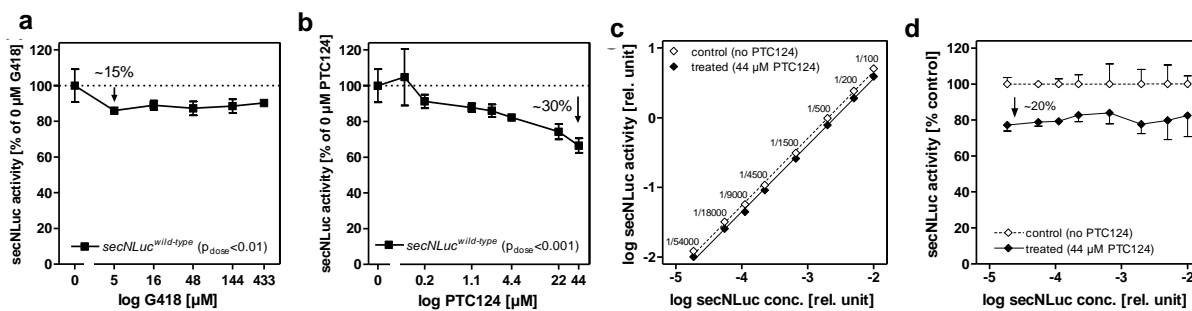 a
secNLuc activity [% of 0 µM G418]
120
100
80
60
40
20
0
~15%
secNLuc^wild-type (p_dose<0.01)
0 5 16 48 144 433
log G418 [µM]
b
secNLuc activity [% of 0 µM PTC124]
120
100
80
60
40
20
0
~30%
secNLuc^wild-type (p_dose<0.001)
0 0.2 1.1 4.4 22 44
log PTC124 [µM]
c
log secNLuc activity [rel. unit]
1
0
-1
-2
control (no PTC124)
treated (44 µM PTC124)
1/100
1/200
1/500
1/1500
1/4500
1/9000
1/18000
1/54000
-5 -4 -3 -2 -1
log secNLuc conc. [rel. unit]
d
secNLuc activity [% control]
120
100
80
60
40
20
0
~20%
control (no PTC124)
treated (44 µM PTC124)
-5 -4 -3 -2 -1
log secNLuc conc. [rel. unit]